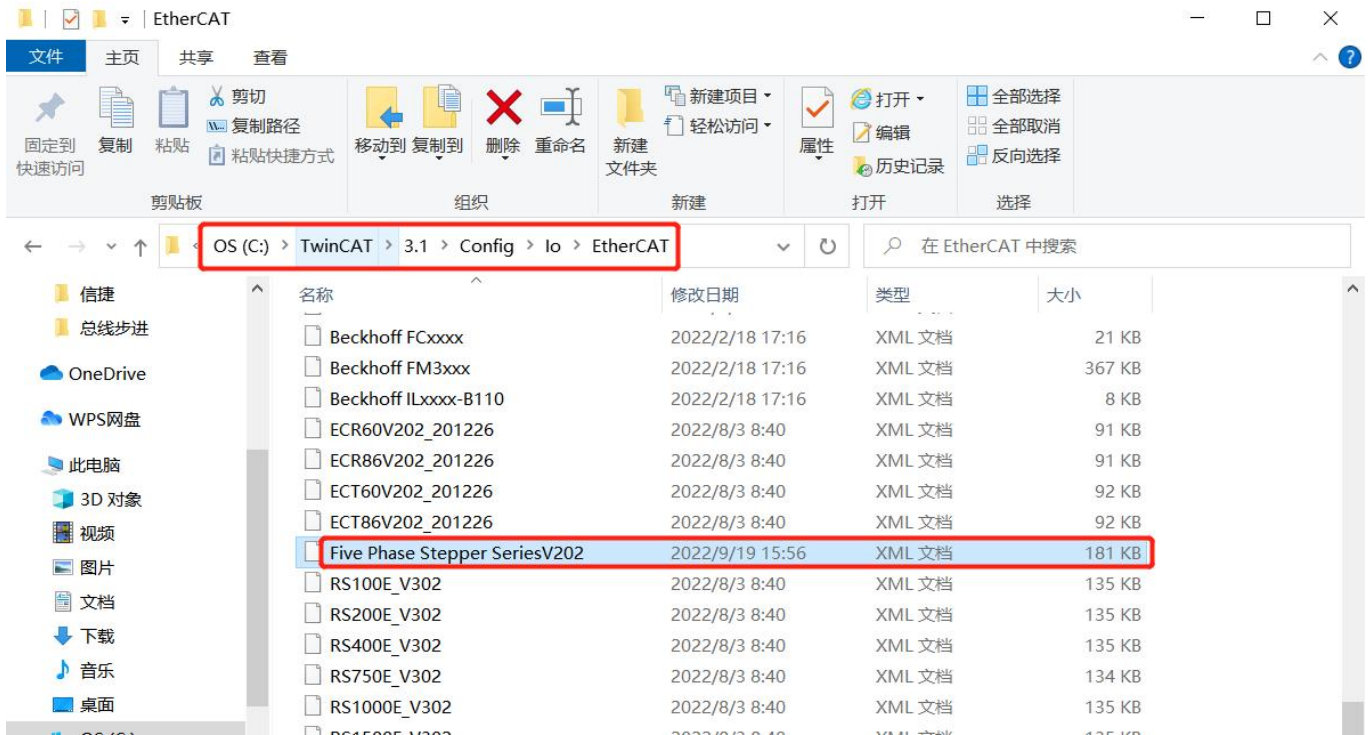 EtherCAT
文件 主页 共享 查看
固定到快速访问
复制
粘贴
剪切
复制路径
粘贴快捷方式
剪贴板
移动到
复制到
删除
重命名
组织
新建文件夹
新建项目
轻松访问
新建
属性
打开
编辑
历史记录
打开
全部选择
全部取消
反向选择
选择
OS (C:) > TwinCAT > 3.1 > Config > Io > EtherCAT
在 EtherCAT 中搜索
信捷
总线步进
OneDrive
WPS网盘
此电脑
3D 对象
视频
图片
文档
下载
音乐
桌面
名称 修改日期 类型 大小
Beckhoff FCxxxx 2022/2/18 17:16 XML 文档 21 KB
Beckhoff FM3xxx 2022/2/18 17:16 XML 文档 367 KB
Beckhoff ILxxxx-B110 2022/2/18 17:16 XML 文档 8 KB
ECR60V202_201226 2022/8/3 8:40 XML 文档 91 KB
ECR86V202_201226 2022/8/3 8:40 XML 文档 91 KB
ECT60V202_201226 2022/8/3 8:40 XML 文档 92 KB
ECT86V202_201226 2022/8/3 8:40 XML 文档 92 KB
Five Phase Stepper SeriesV202 2022/9/19 15:56 XML 文档 181 KB
RS100E_V302 2022/8/3 8:40 XML 文档 135 KB
RS200E_V302 2022/8/3 8:40 XML 文档 135 KB
RS400E_V302 2022/8/3 8:40 XML 文档 135 KB
RS750E_V302 2022/8/3 8:40 XML 文档 134 KB
RS1000E_V302 2022/8/3 8:40 XML 文档 135 KB